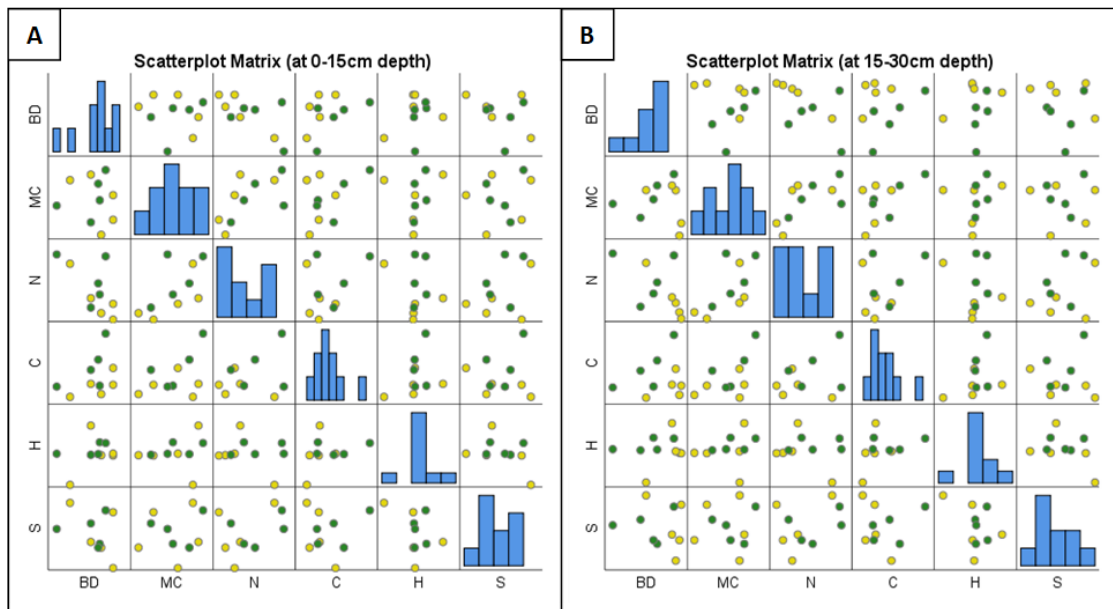 A
Scatterplot Matrix (at 0-15cm depth)
BD
MC
N
C
H
S
BD MC N C H S
B
Scatterplot Matrix (at 15-30cm depth)
BD
MC
N
C
H
S
BD MC N C H S